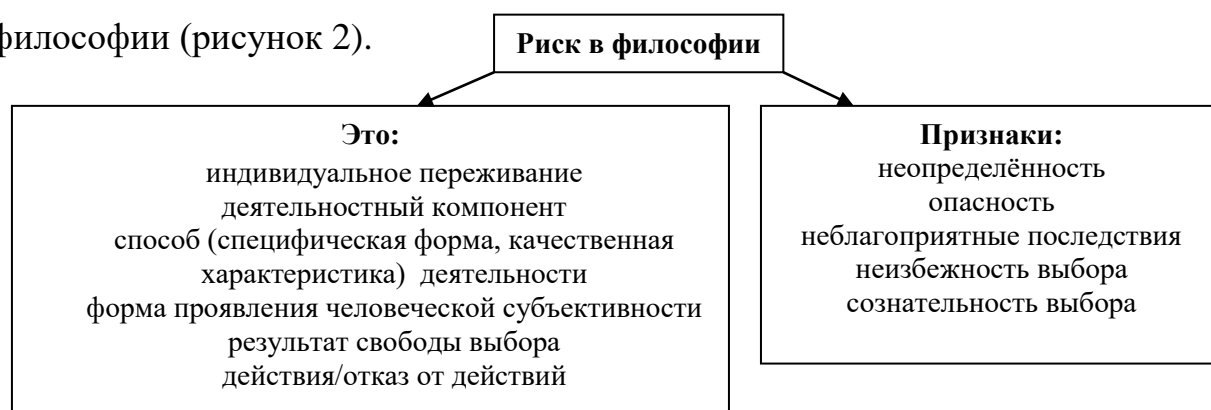 философии (рисунок 2).
Риск в философии
Это:
индивидуальное переживание
деятельностный компонент
способ (специфическая форма, качественная
характеристика) деятельности
форма проявления человеческой субъективности
результат свободы выбора
действия/отказ от действий
Признаки:
неопределённость
опасность
неблагоприятные последствия
неизбежность выбора
сознательность выбора